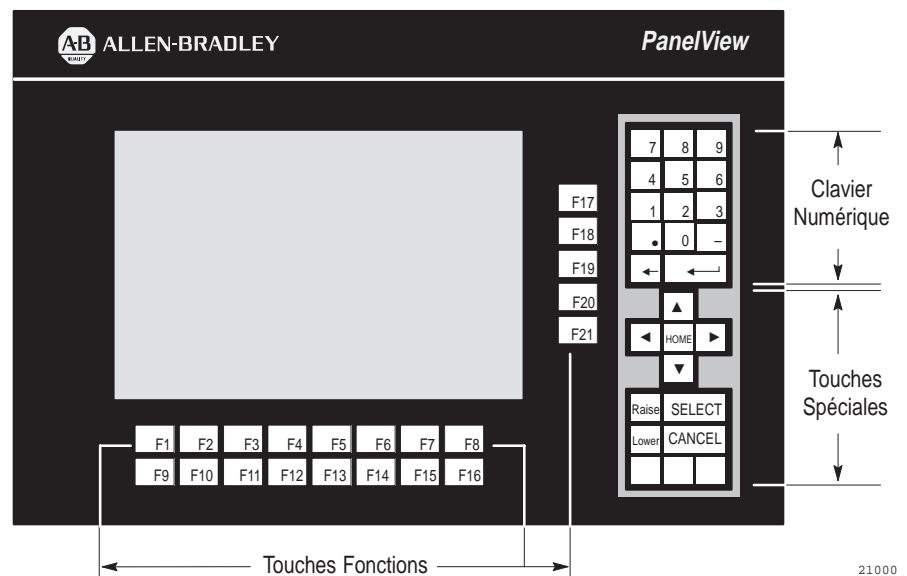 AB QUALITY ALLEN-BRADLEY
PanelView
7 8 9
4 5 6
1 2 3
• 0 –
← ↵
▲
◄ HOME ►
▼
Raise SELECT
Lower CANCEL
F17
F18
F19
F20
F21
F1 F2 F3 F4 F5 F6 F7 F8
F9 F10 F11 F12 F13 F14 F15 F16
Clavier
Numérique
Touches
Spéciales
Touches Fonctions
21000